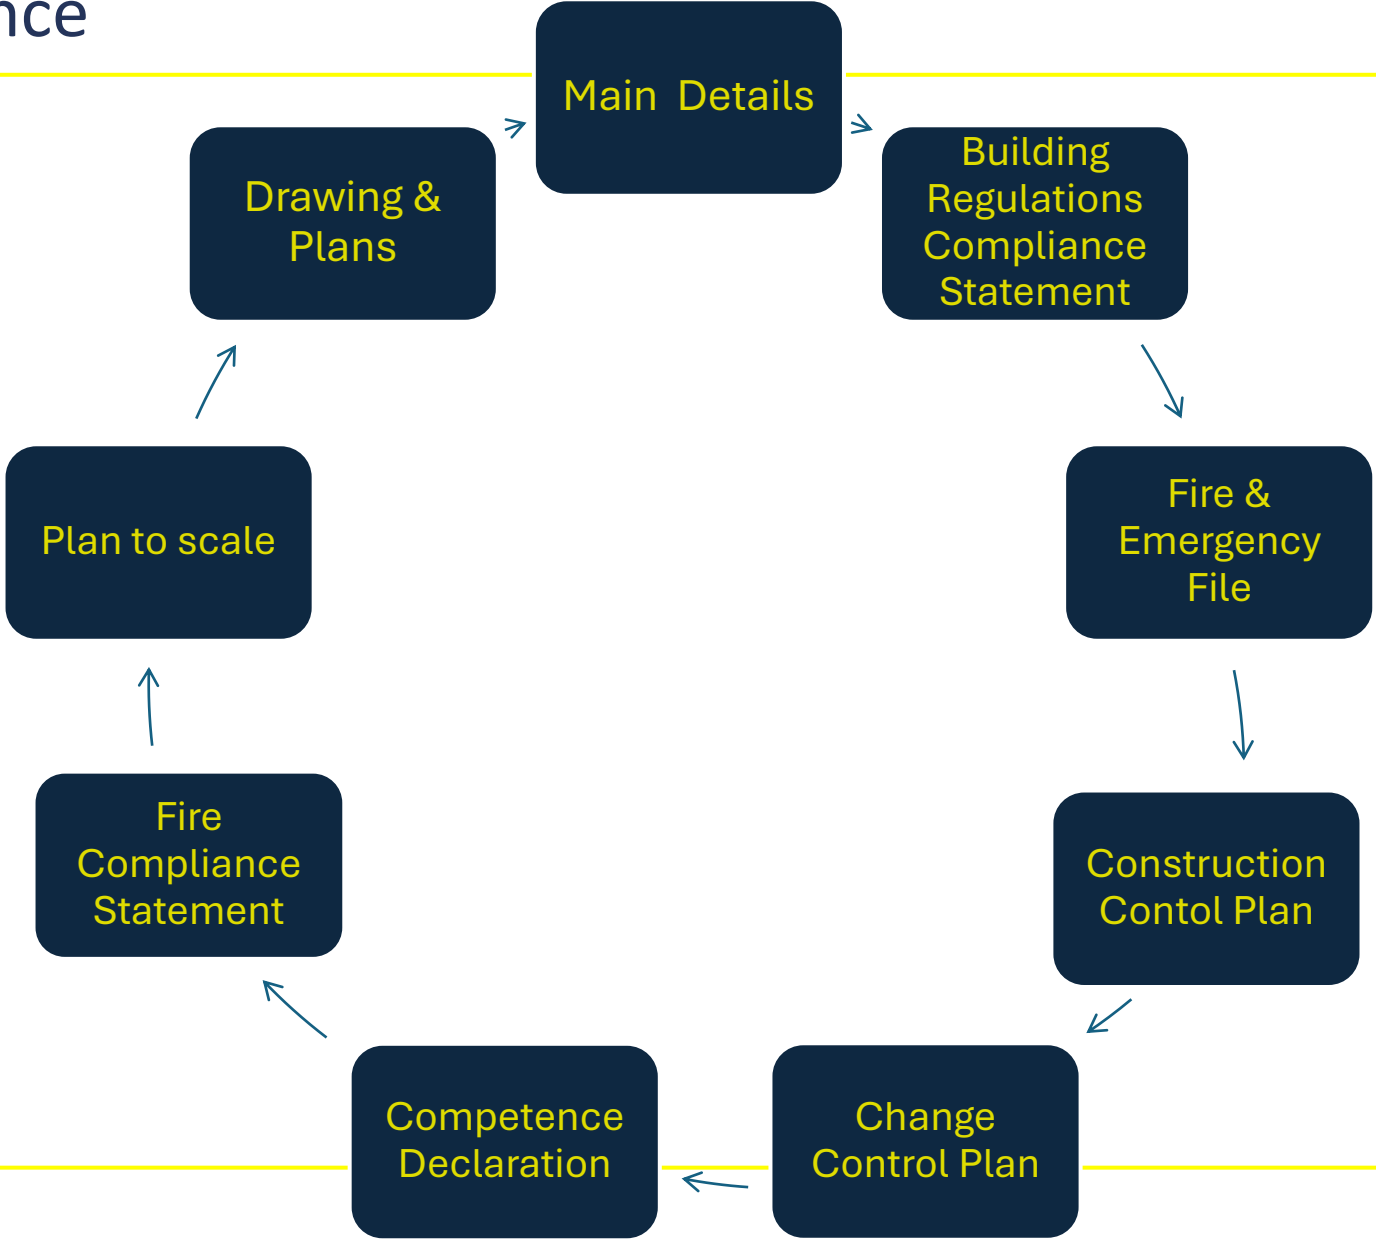 nce
Main Details
Building
Regulations
Compliance
Statement
Fire &
Emergency
File
Construction
Contol Plan
Change
Control Plan
Competence
Declaration
Fire
Compliance
Statement
Plan to scale
Drawing &
Plans